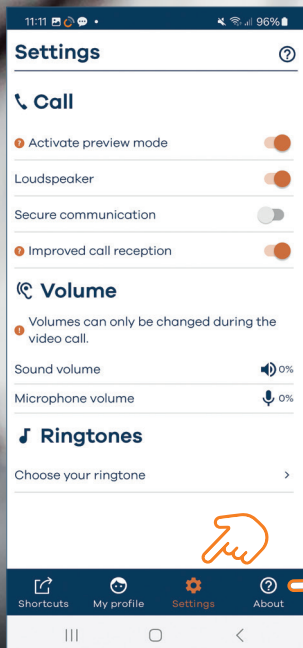 11:11 96%
Settings
Call
Activate preview mode
Loudspeaker
Secure communication
Improved call reception
Volume
Volumes can only be changed during the
video call.
Sound volume 0%
Microphone volume 0%
Ringtones
Choose your ringtone
Shortcuts My profile Settings About